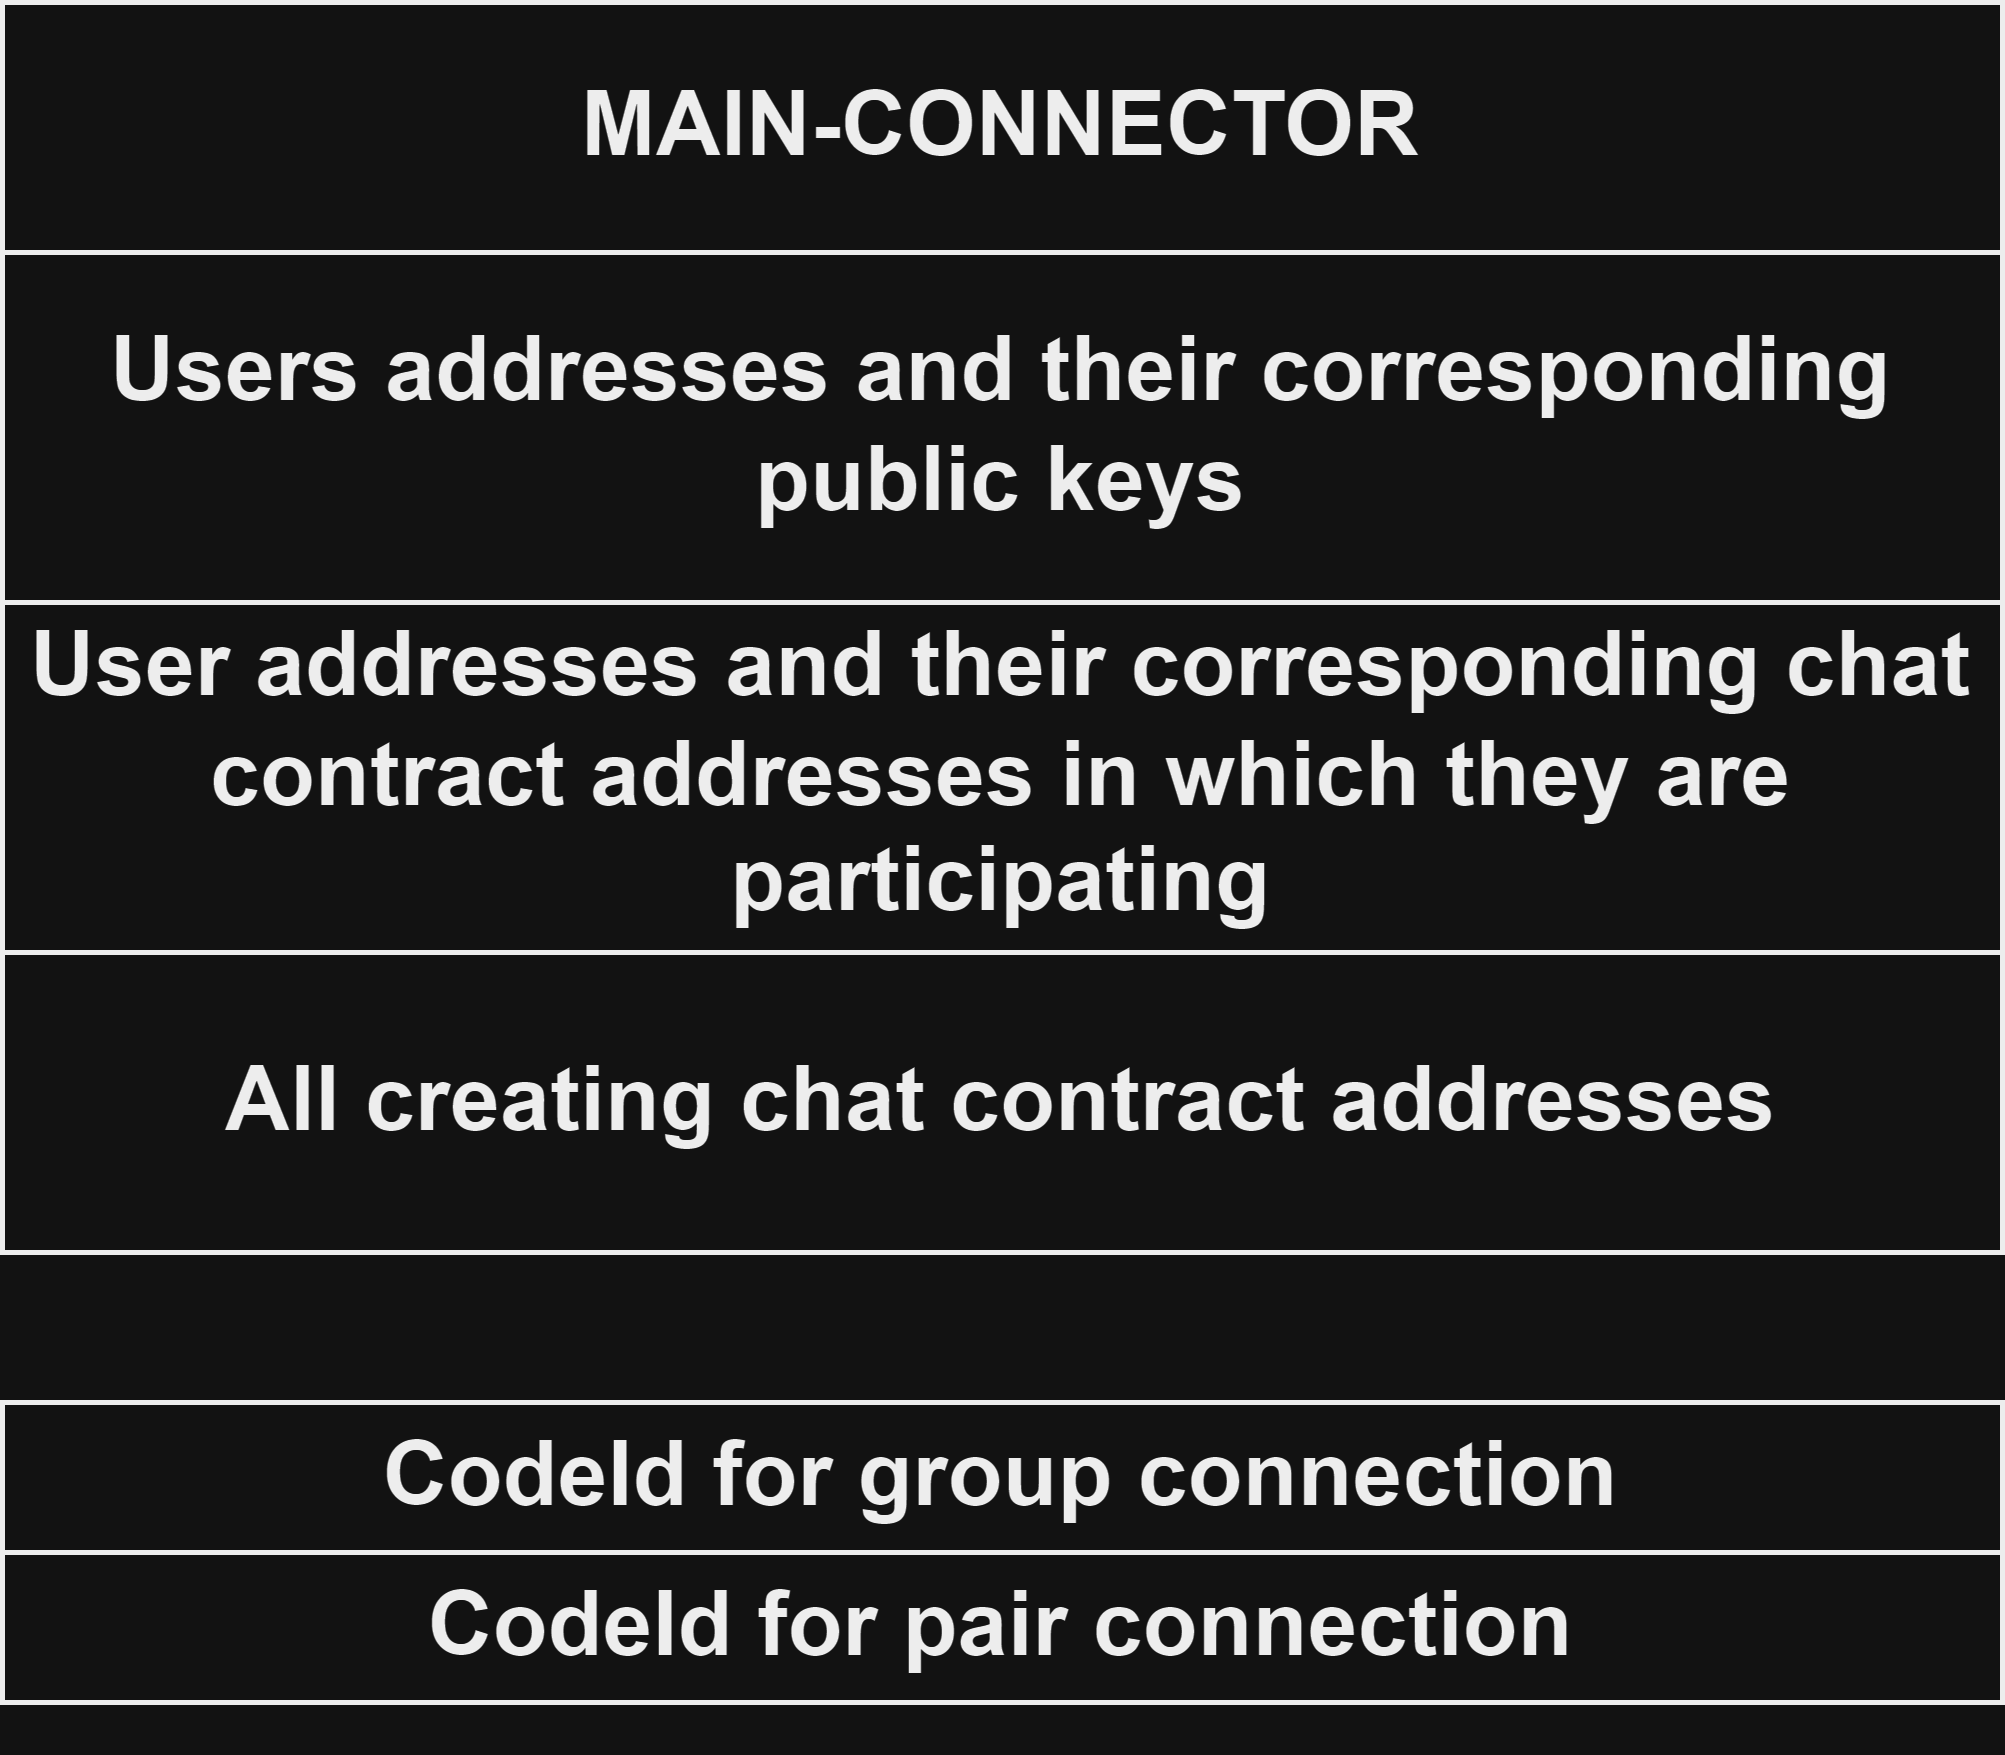 MAIN-CONNECTOR
Users addresses and their corresponding
public keys
User addresses and their corresponding chat
contract addresses in which they are
participating
All creating chat contract addresses
CodeId for group connection
CodeId for pair connection